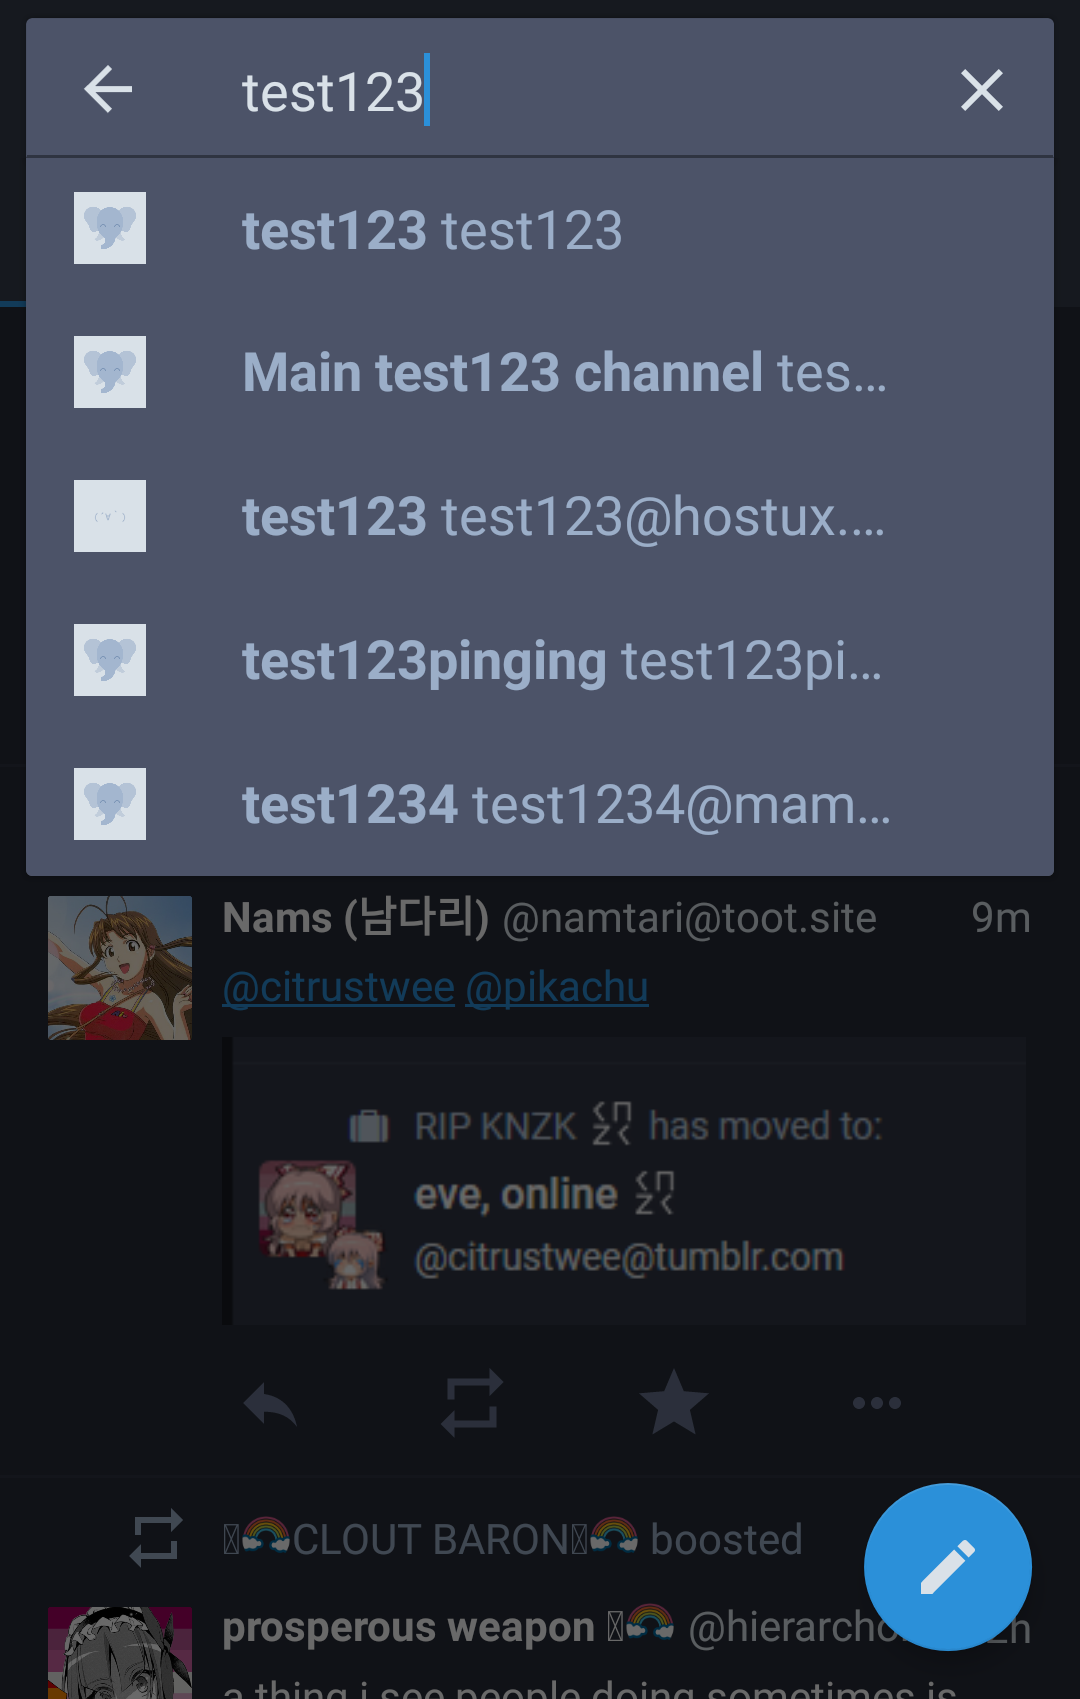 test123
test123 test123
Main test123 channel tes...
test123 test123@hostux....
test123pinging test123pi...
test1234 test1234@mam...
Nams (남다리) @namtari@toot.site 9m
@citrustwee @pikachu
RIP KNZK has moved to:
eve, online
@citrustwee@tumblr.com
🌈CLOUT BARON🌈 boosted
prosperous weapon 🌈 @hierarcho
a thing i see people doing sometimes is